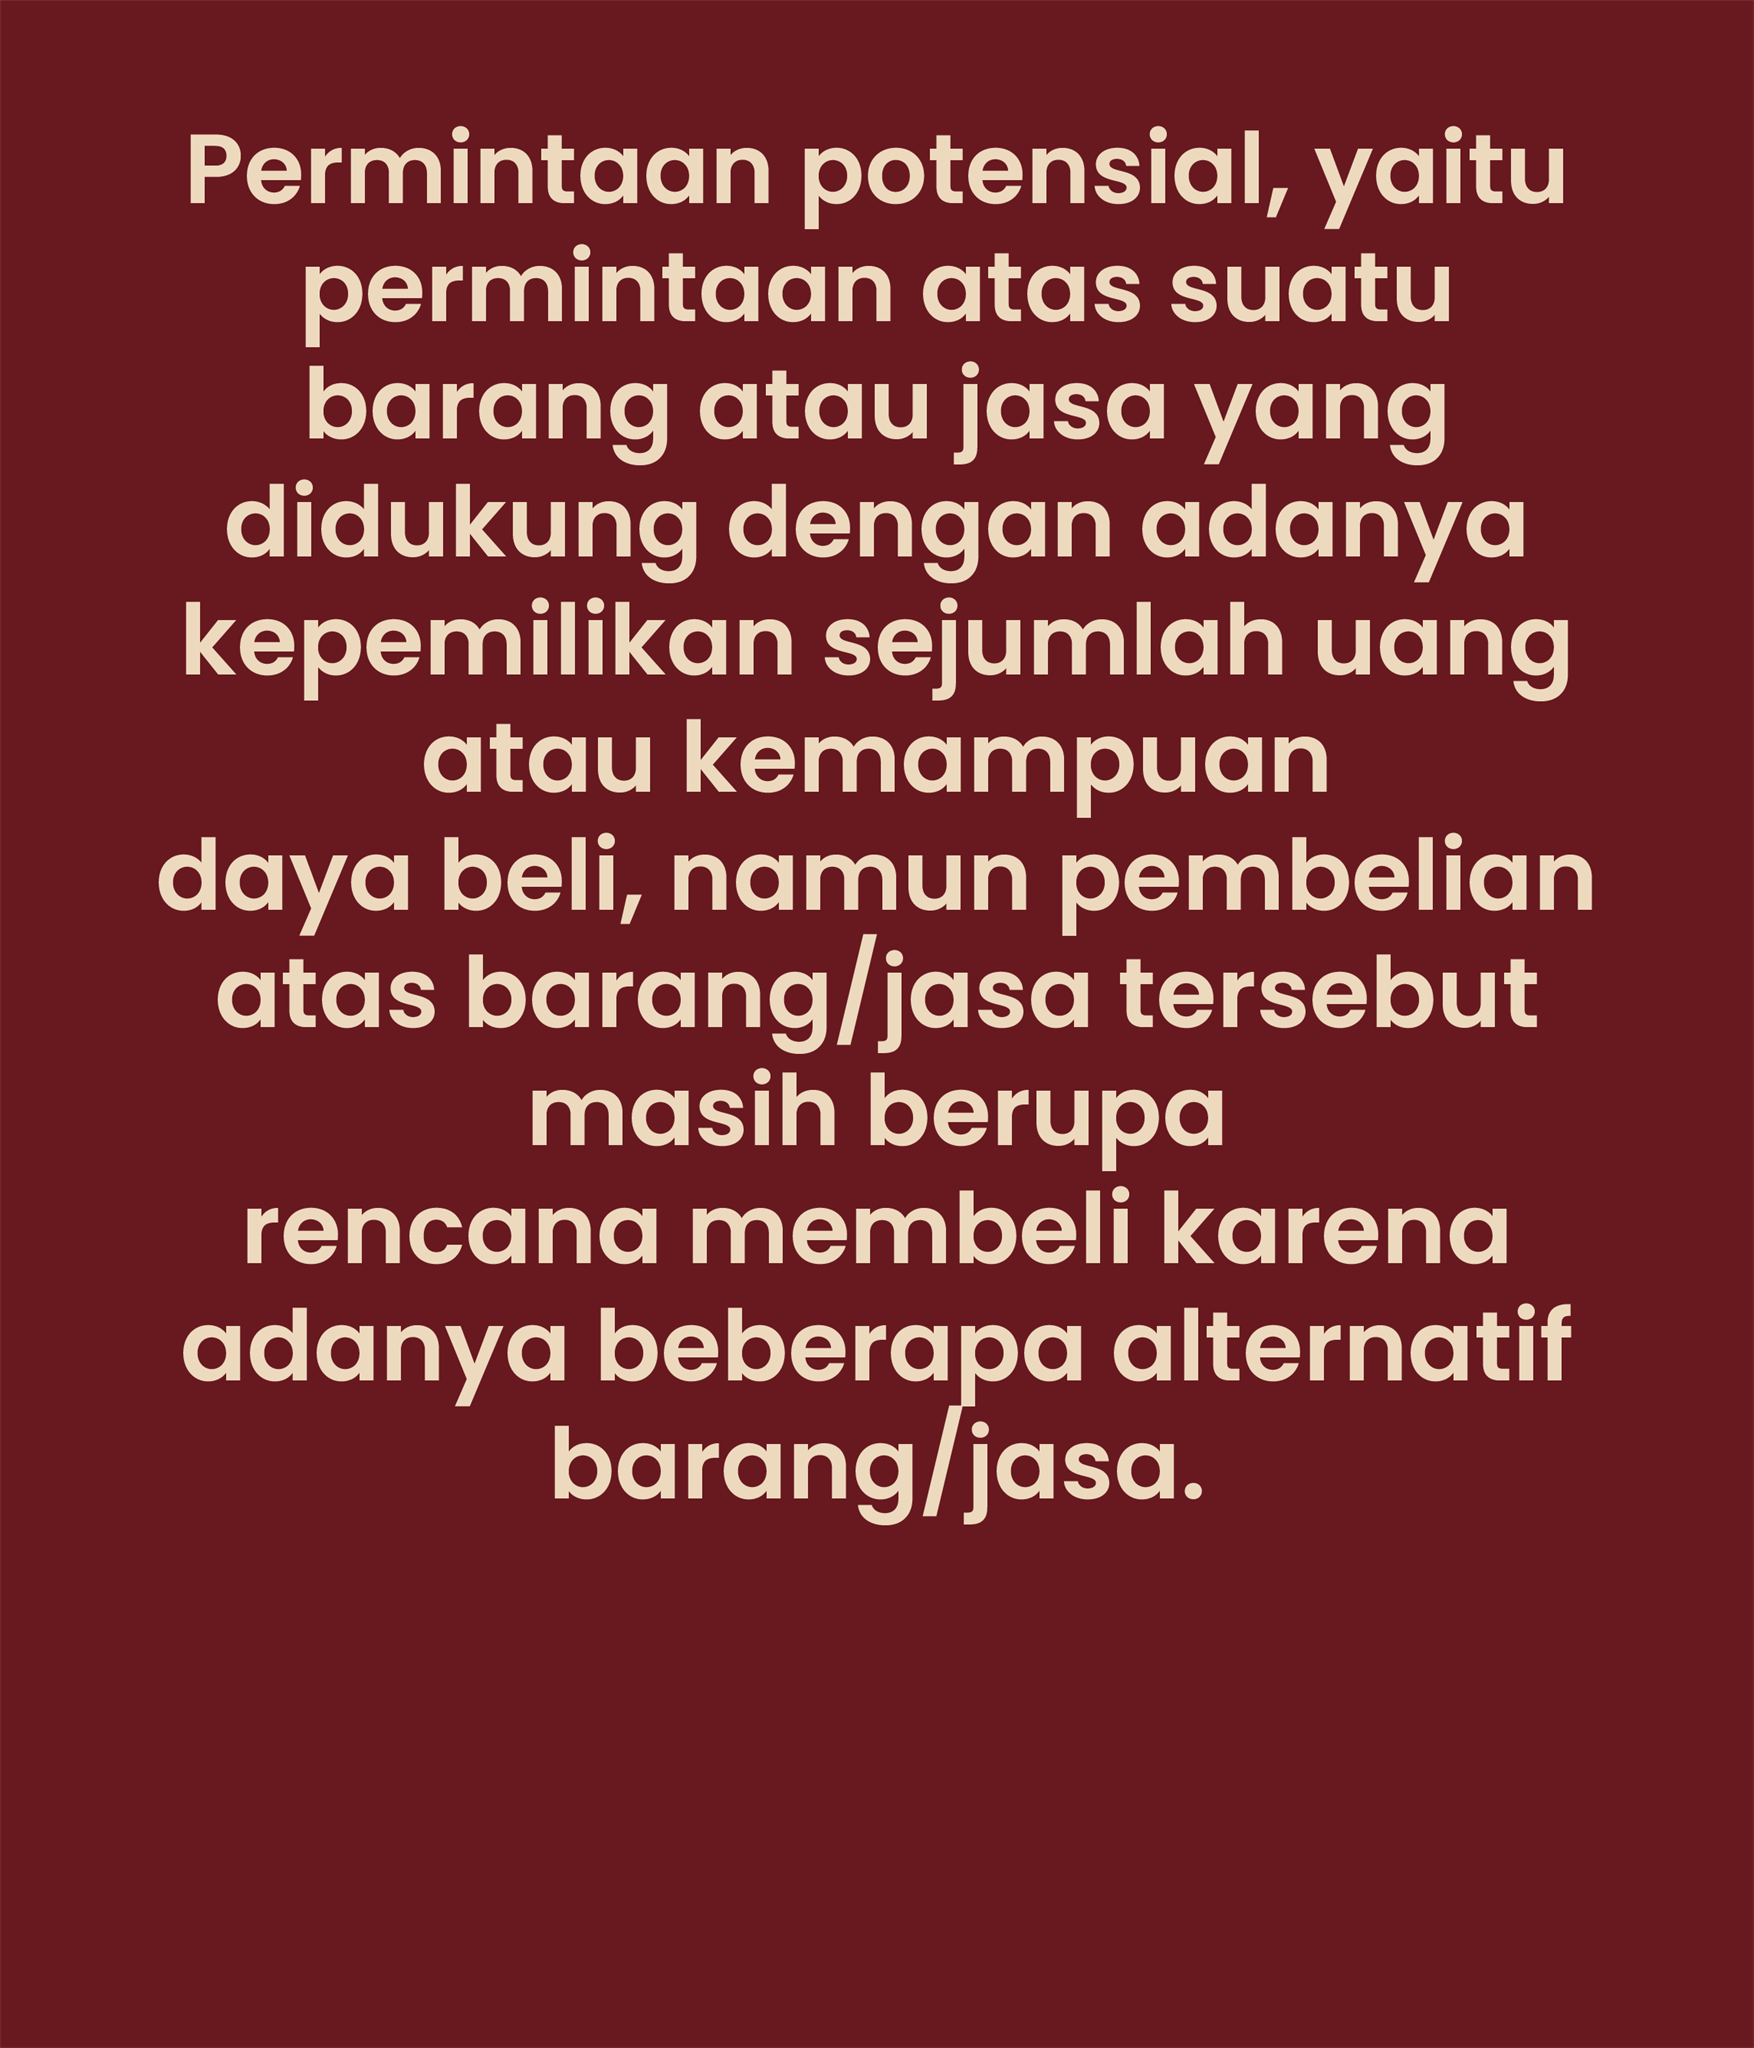 Permintaan potensial, yaitu
permintaan atas suatu
barang atau jasa yang
didukung dengan adanya
kepemilikan sejumlah uang
atau kemampuan
daya beli, namun pembelian
atas barang/jasa tersebut
masih berupa
rencana membeli karena
adanya beberapa alternatif
barang/jasa.